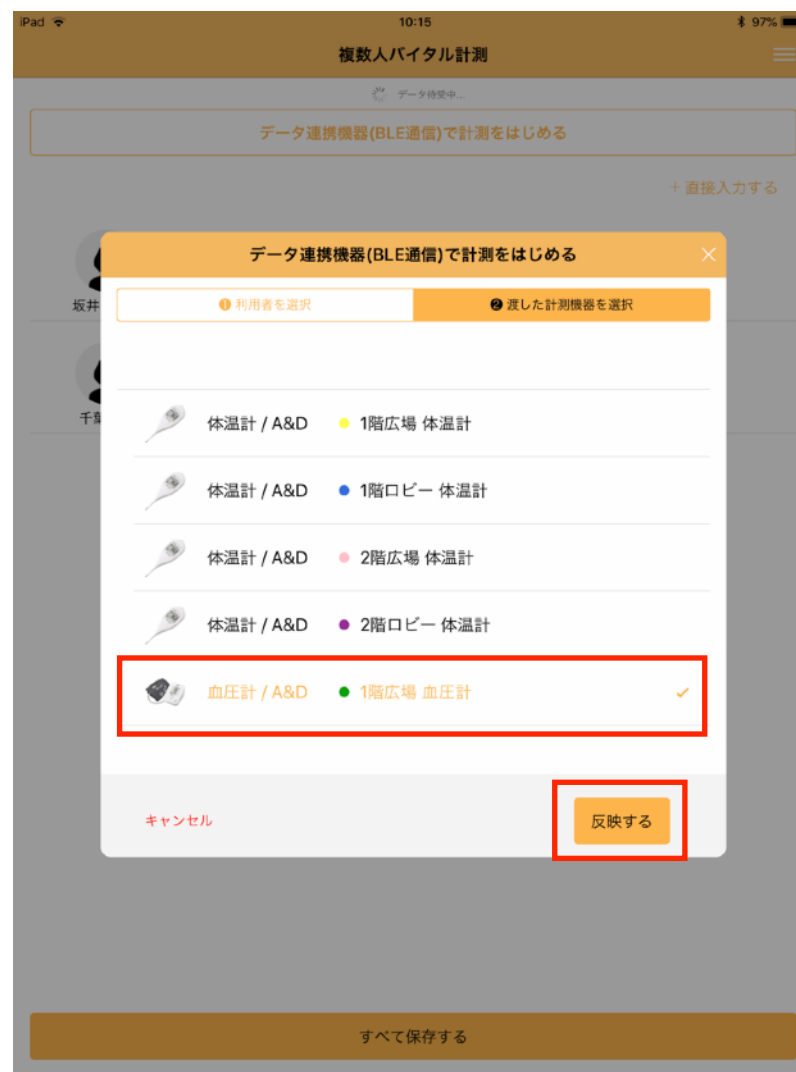 iPad 10:15 97%
複数人バイタル計測
データ待受中...
データ連携機器(BLE通信)で計測をはじめる
+ 直接入力する
坂井
千葉
データ連携機器(BLE通信)で計測をはじめる
❶ 利用者を選択 ❷ 渡した計測機器を選択
体温計 / A&D 1階広場 体温計
体温計 / A&D 1階ロビー 体温計
体温計 / A&D 2階広場 体温計
体温計 / A&D 2階ロビー 体温計
血圧計 / A&D 1階広場 血圧計
キャンセル 反映する
すべて保存する